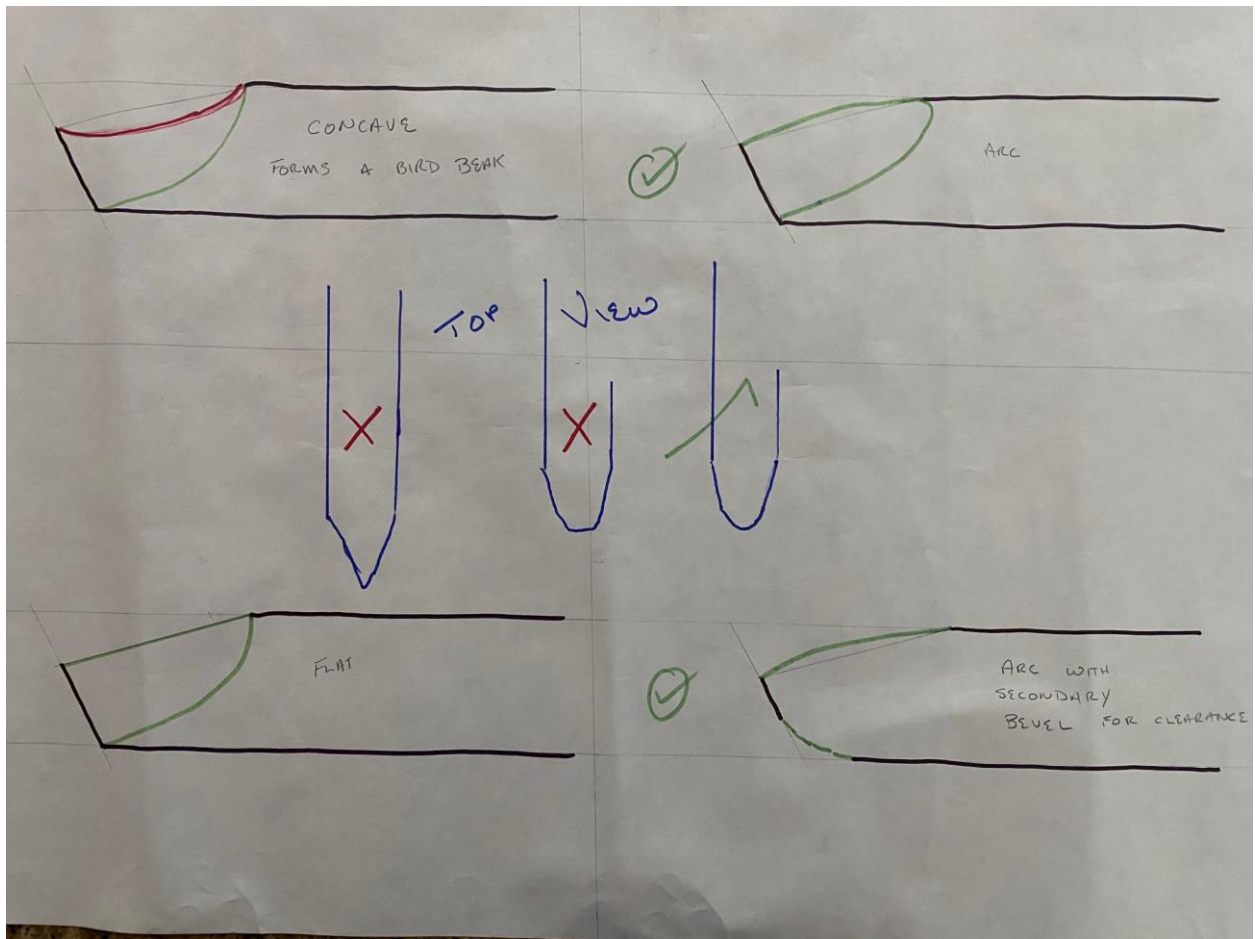 CONCAVE
FORMS A BIRD BEAK
ARC
TOP VIEW
FLAT
ARC WITH
SECONDARY
BEVEL FOR CLEARANCE